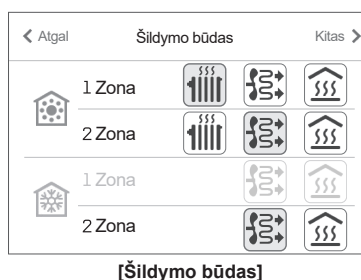 Atgal Šildymo būdas Kitas
1 Zona
2 Zona
1 Zona
2 Zona
[Šildymo būdas]